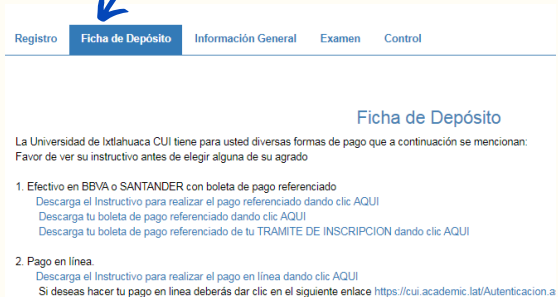 Registro Ficha de Depósito Información General Examen Control
Ficha de Depósito
La Universidad de Ixtlahuaca CUI tiene para usted diversas formas de pago que a continuación se mencionan:
Favor de ver su instructivo antes de elegir alguna de su agrado
1. Efectivo en BBVA o SANTANDER con boleta de pago referenciado
Descarga el Instructivo para realizar el pago referenciado dando clic AQUI
Descarga tu boleta de pago referenciado dando clic AQUI
Descarga tu boleta de pago referenciado de tu TRAMITE DE INSCRIPCION dando clic AQUI
2. Pago en línea.
Descarga el Instructivo para realizar el pago en línea dando clic AQUI
Si deseas hacer tu pago en linea deberás dar clic en el siguiente enlace https://cui.academic.lat/Autenticacion.a